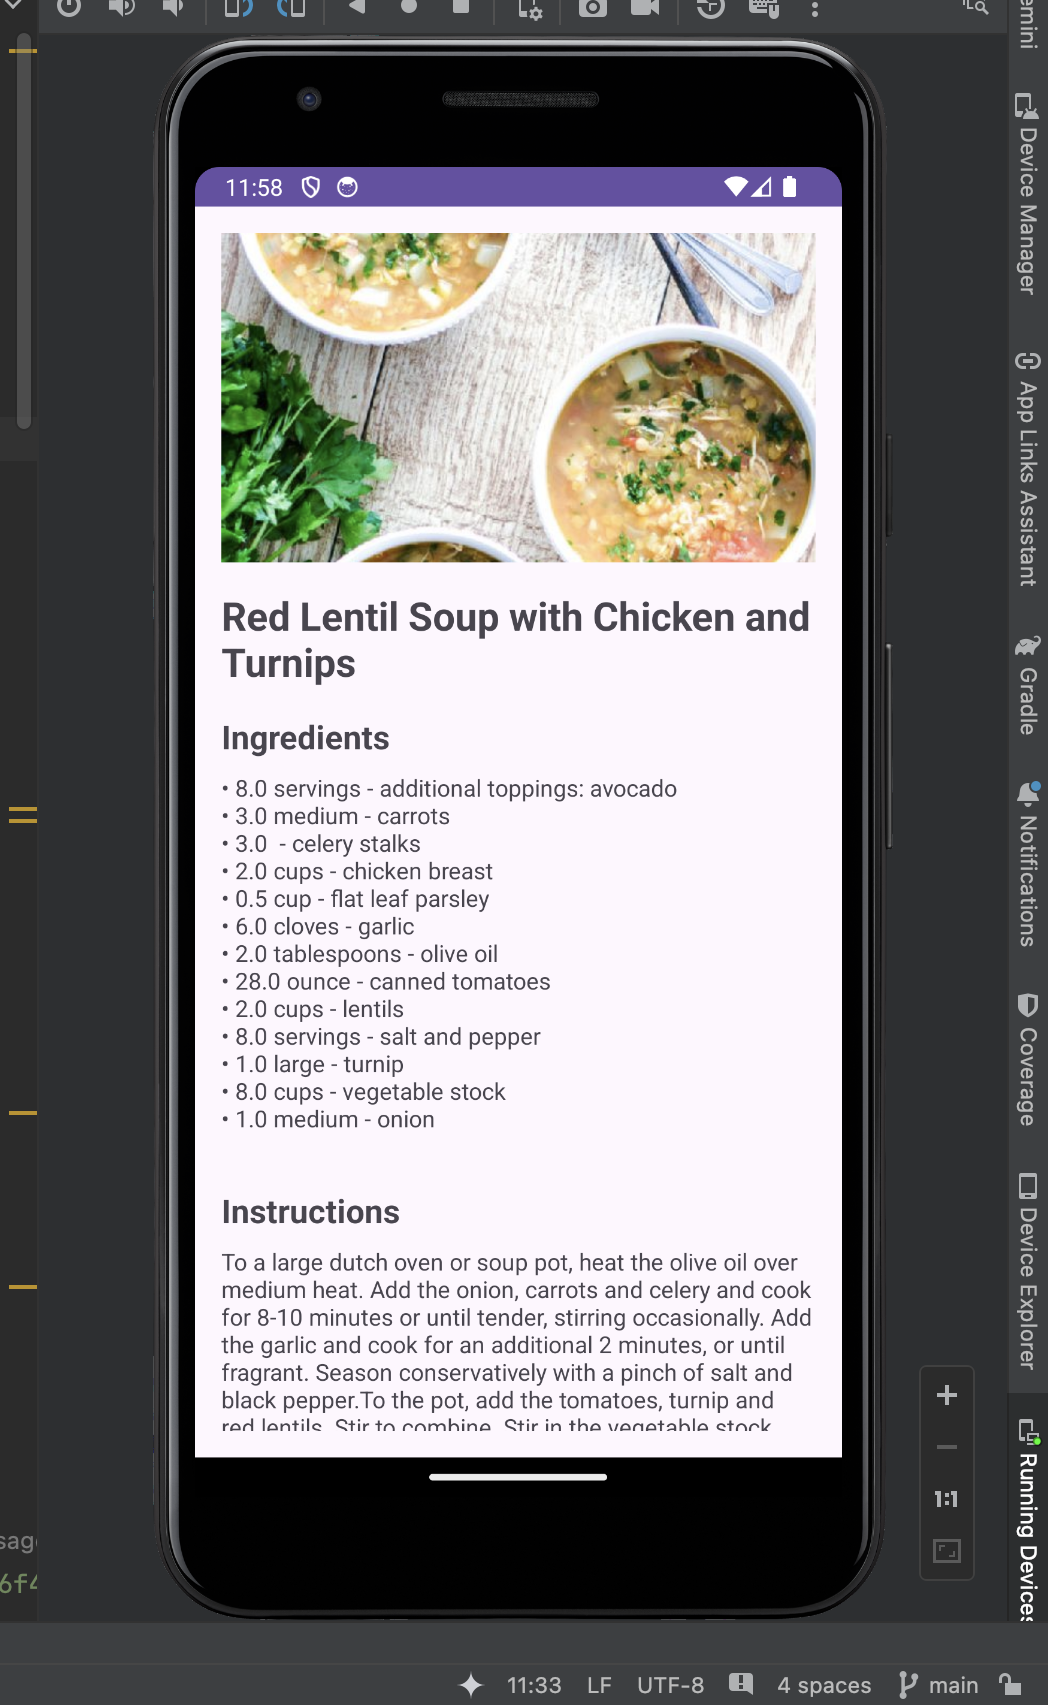 emini
Device Manager
App Links Assistant
Gradle
Notifications
Coverage
Device Explorer
Running Devices
11:58
Red Lentil Soup with Chicken and
Turnips
Ingredients
• 8.0 servings - additional toppings: avocado
• 3.0 medium - carrots
• 3.0  - celery stalks
• 2.0 cups - chicken breast
• 0.5 cup - flat leaf parsley
• 6.0 cloves - garlic
• 2.0 tablespoons - olive oil
• 28.0 ounce - canned tomatoes
• 2.0 cups - lentils
• 8.0 servings - salt and pepper
• 1.0 large - turnip
• 8.0 cups - vegetable stock
• 1.0 medium - onion
Instructions
To a large dutch oven or soup pot, heat the olive oil over
medium heat. Add the onion, carrots and celery and cook
for 8-10 minutes or until tender, stirring occasionally. Add
the garlic and cook for an additional 2 minutes, or until
fragrant. Season conservatively with a pinch of salt and
black pepper.To the pot, add the tomatoes, turnip and
red lentils. Stir to combine. Stir in the vegetable stock
1:1
sag
6f4
11:33 LF UTF-8 4 spaces main